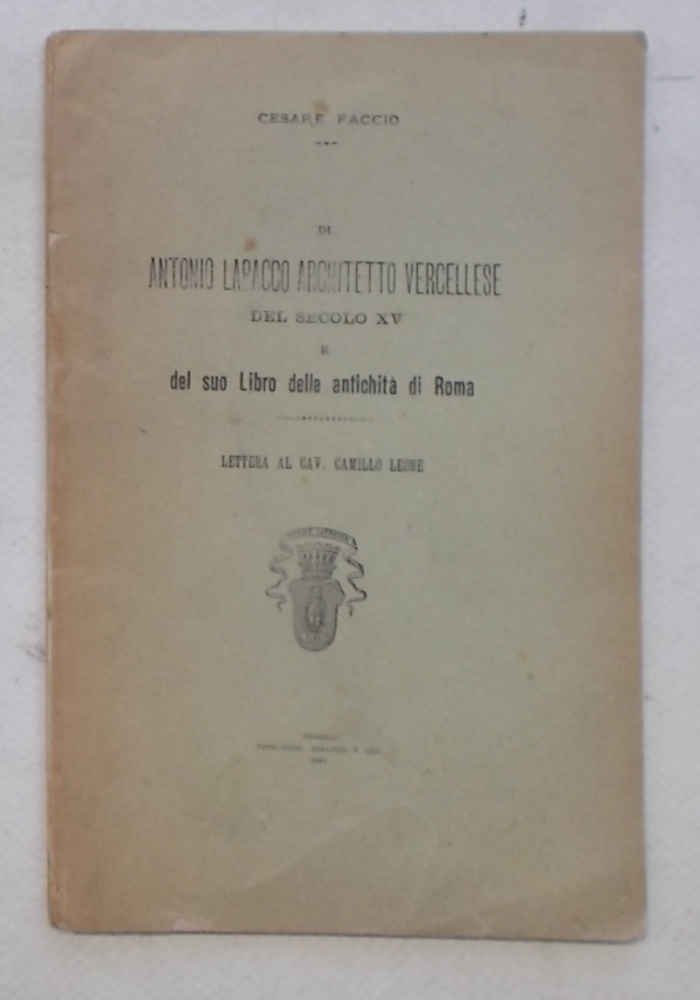 CESARE FACCIO
DI
ANTONIO LABACCO ARCHITETTO VERCELLESE
DEL SECOLO XV
E
del suo Libro delle antichità di Roma
LETTERA AL CAV. CAMILLO LEONE